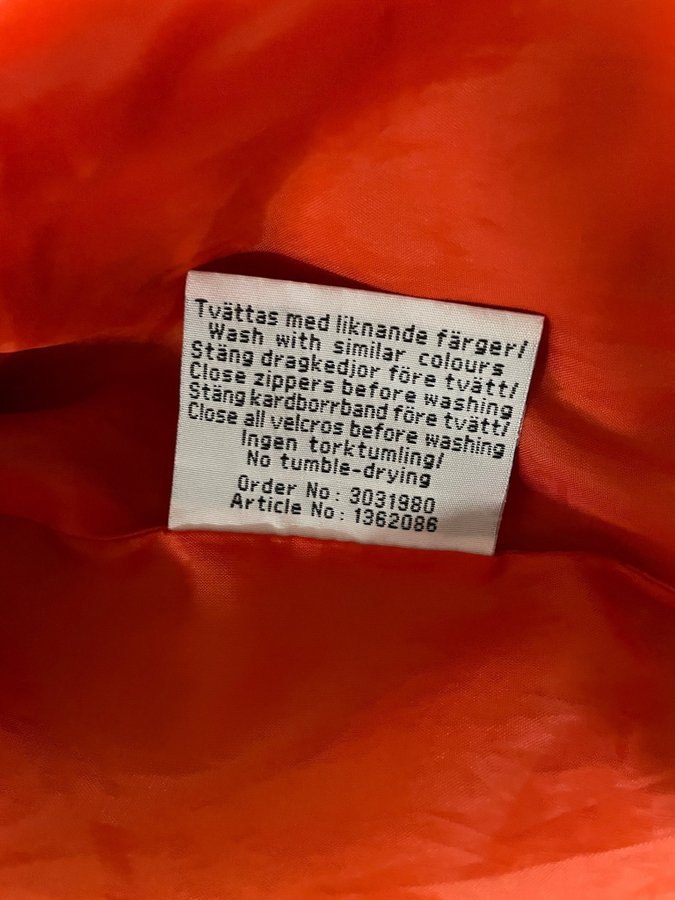 Tvättas med liknande färger/
Wash with similar colours
Stäng dragkedjor före tvätt/
Close zippers before washing
Stäng kardborrband före tvätt/
Close all velcros before washing
Ingen torktumling/
No tumble-drying
Order No: 3031980
Article No: 1362086